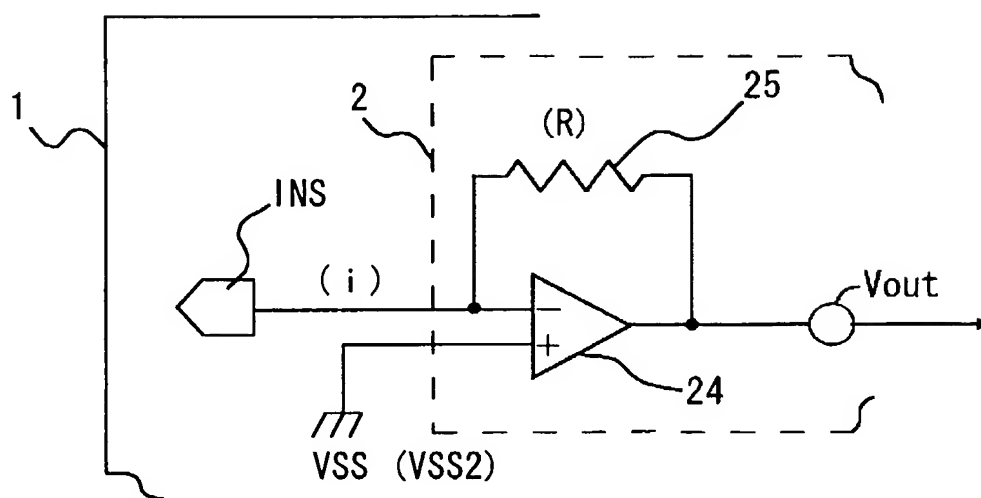 1
2
(R)
25
INS
(i)
Vout
−
+
24
VSS (VSS2)